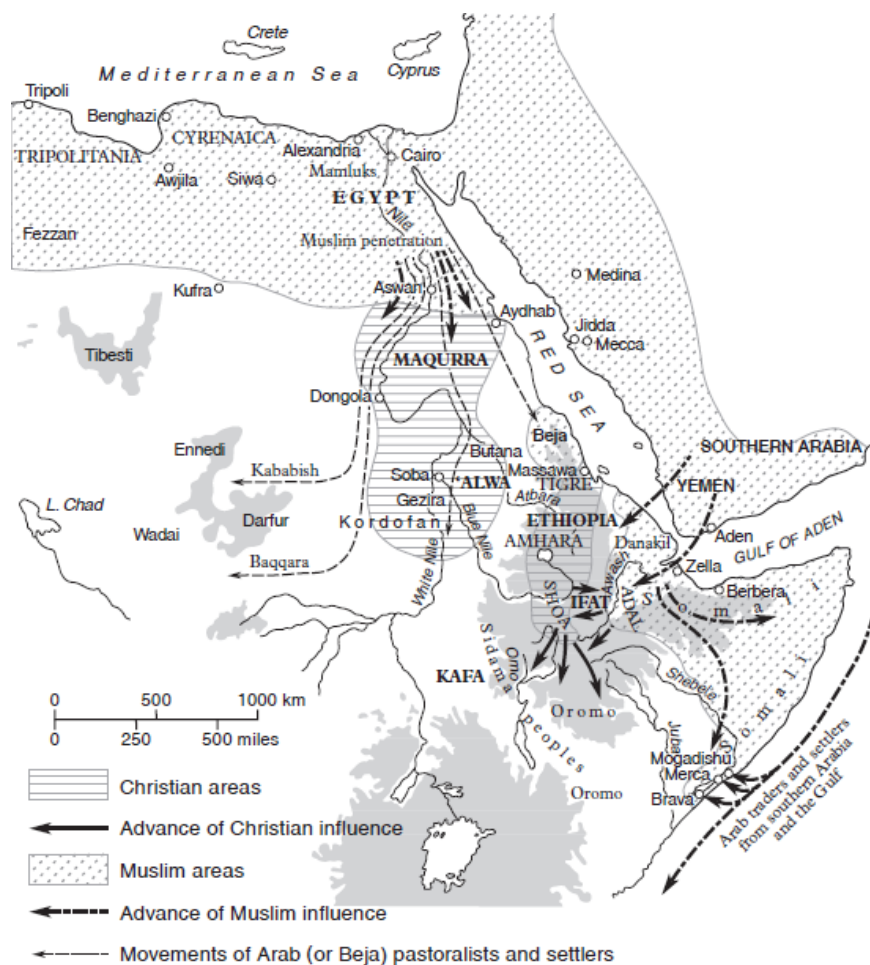 Crete
Cyprus
Mediterranean Sea
Tripoli
Benghazi
CYRENAICA
TRIPOLITANIA
Alexandria
Cairo
Mamluks
Awjila
Siwa
EGYPT
Nile
Fezzan
Muslim penetration
Medina
Kufra
Aswan
Aydhab
RED SEA
Jidda
Mecca
Tibesti
MAQURRA
Dongola
Beja
Ennedi
Butana
SOUTHERN ARABIA
Kababish
Soba
'ALWA
Massawa
TIGRE
YEMEN
L. Chad
Gezira
Atbara
Wadai
Darfur
Kordofan
ETHIOPIA
Aden
GULF OF ADEN
AMHARA
Danakil
Blue Nile
Baqqara
White Nile
Awash
Zella
Berbera
SHOA
IFAT
ADAL
Somali
KAFA
Sidama
peoples
Omo
Shebele
Oromo
Somali
Juba
Mogadishu
Merca
Oromo
Brava
Arab traders and settlers
from southern Arabia
and the Gulf
0 500 1000 km
0 250 500 miles
Christian areas
Advance of Christian influence
Muslim areas
Advance of Muslim influence
Movements of Arab (or Beja) pastoralists and settlers